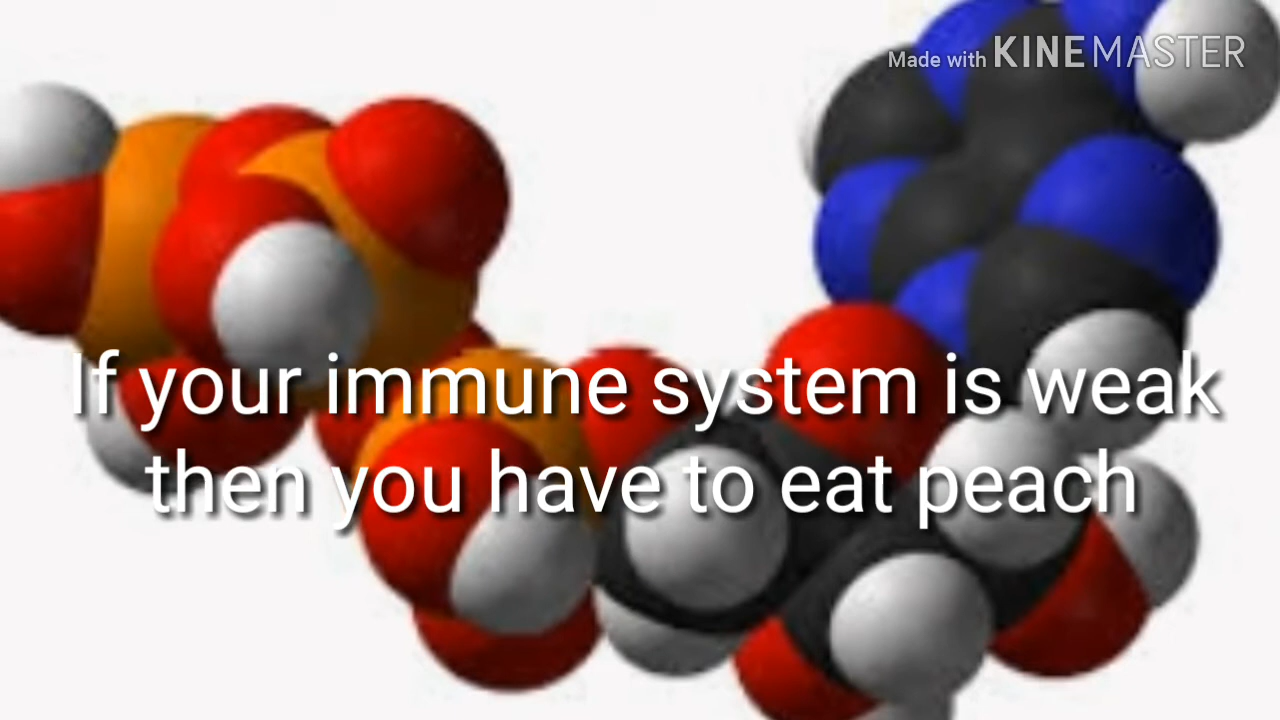 Made with KINEMASTER
If your immune system is weak
then you have to eat peach